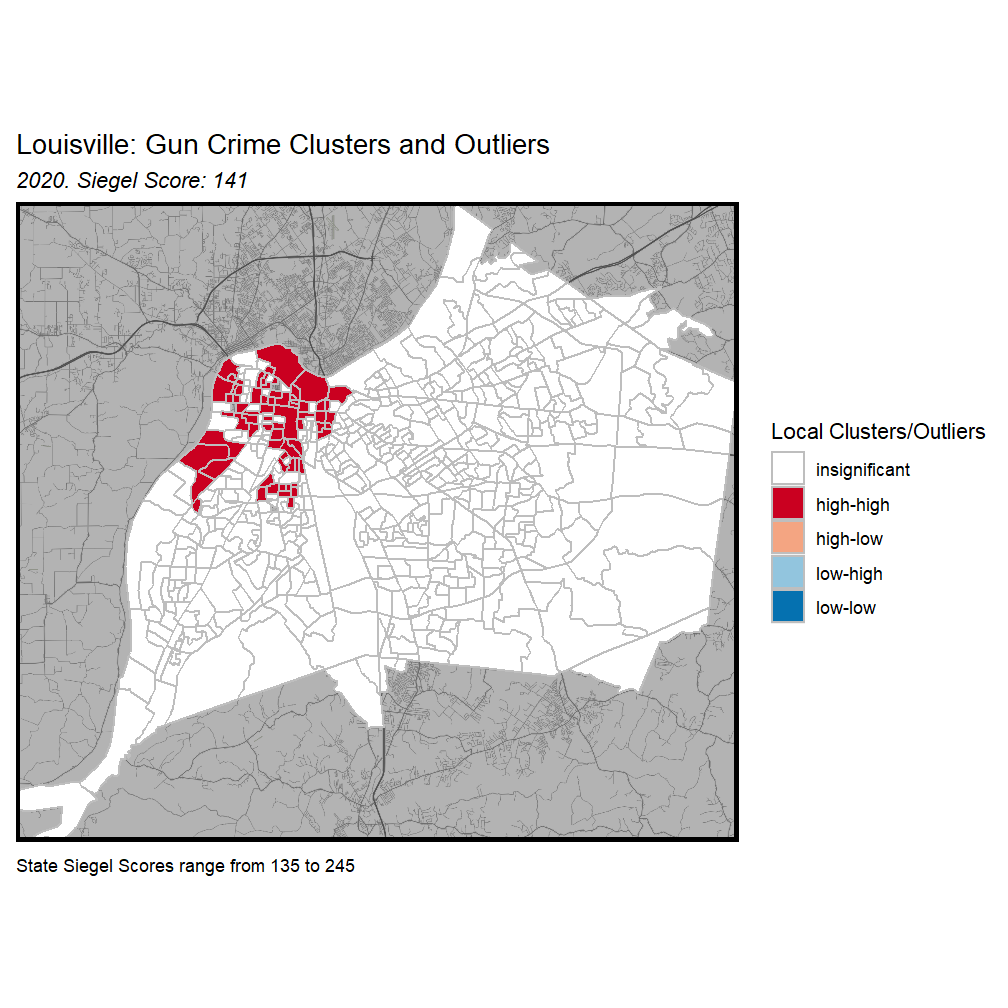 Louisville: Gun Crime Clusters and Outliers
2020. Siegel Score: 141
Local Clusters/Outliers
insignificant
high-high
high-low
low-high
low-low
State Siegel Scores range from 135 to 245